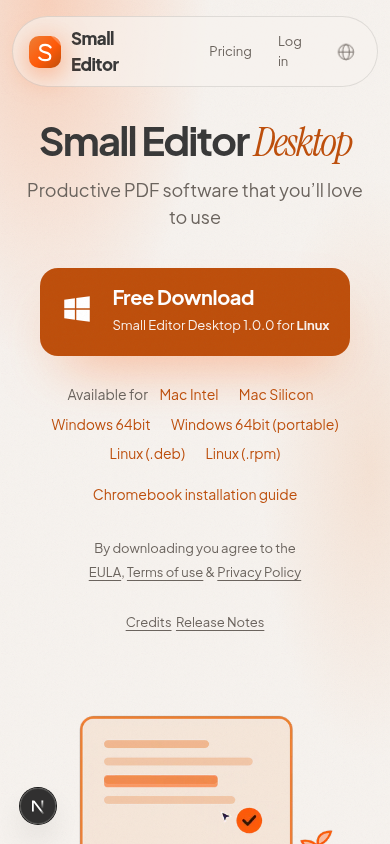 S
Small
Editor
Pricing
Log
in
Small Editor Desktop
Productive PDF software that you'll love
to use
Free Download
Small Editor Desktop 1.0.0 for Linux
Available for Mac Intel Mac Silicon
Windows 64bit Windows 64bit (portable)
Linux (.deb) Linux (.rpm)
Chromebook installation guide
By downloading you agree to the
EULA, Terms of use & Privacy Policy
Credits Release Notes
N